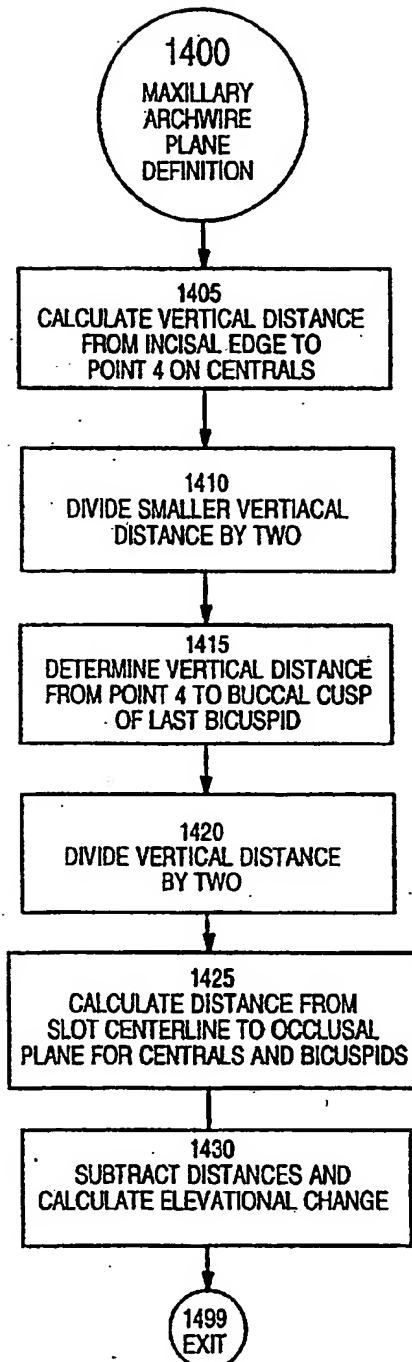 1400
MAXILLARY
ARCHWIRE
PLANE
DEFINITION
1405
CALCULATE VERTICAL DISTANCE
FROM INCISAL EDGE TO
POINT 4 ON CENTRALS
1410
DIVIDE SMALLER VERTIACAL
DISTANCE BY TWO
1415
DETERMINE VERTICAL DISTANCE
FROM POINT 4 TO BUCCAL CUSP
OF LAST BICUSPID
1420
DIVIDE VERTICAL DISTANCE
BY TWO
1425
CALCULATE DISTANCE FROM
SLOT CENTERLINE TO OCCLUSAL
PLANE FOR CENTRALS AND BICUSPIDS
1430
SUBTRACT DISTANCES AND
CALCULATE ELEVATIONAL CHANGE
1499
EXIT